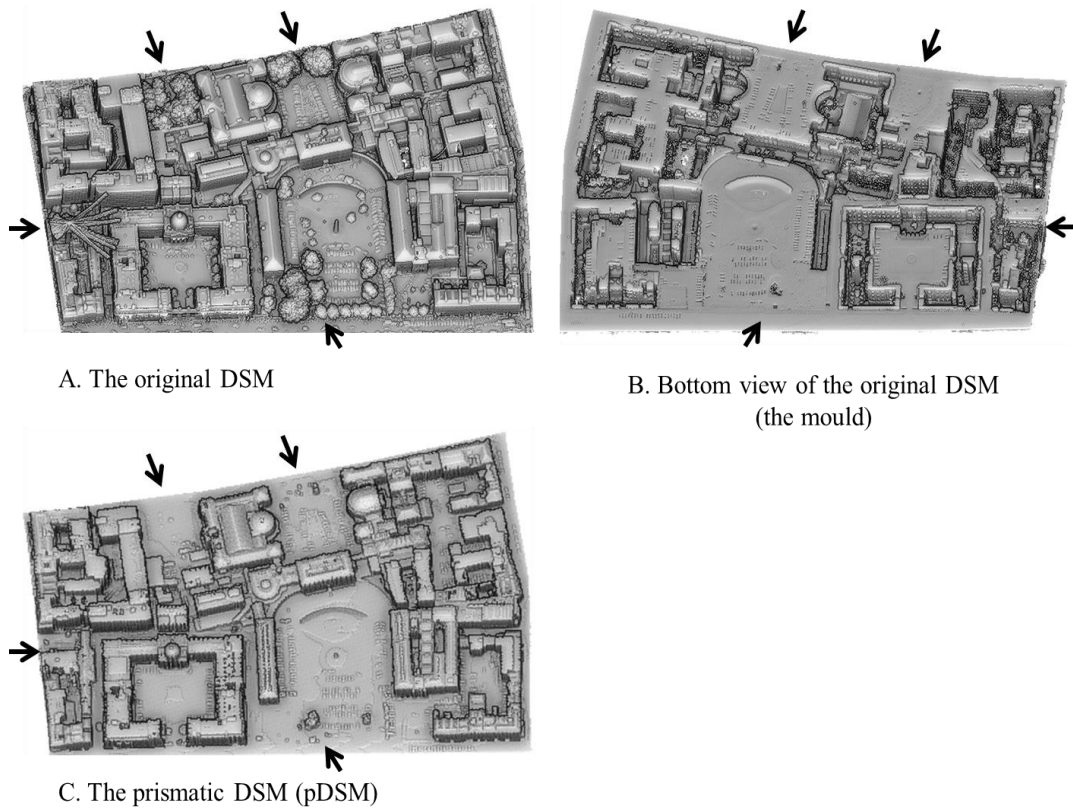 A. The original DSM
B. Bottom view of the original DSM
(the mould)
C. The prismatic DSM (pDSM)